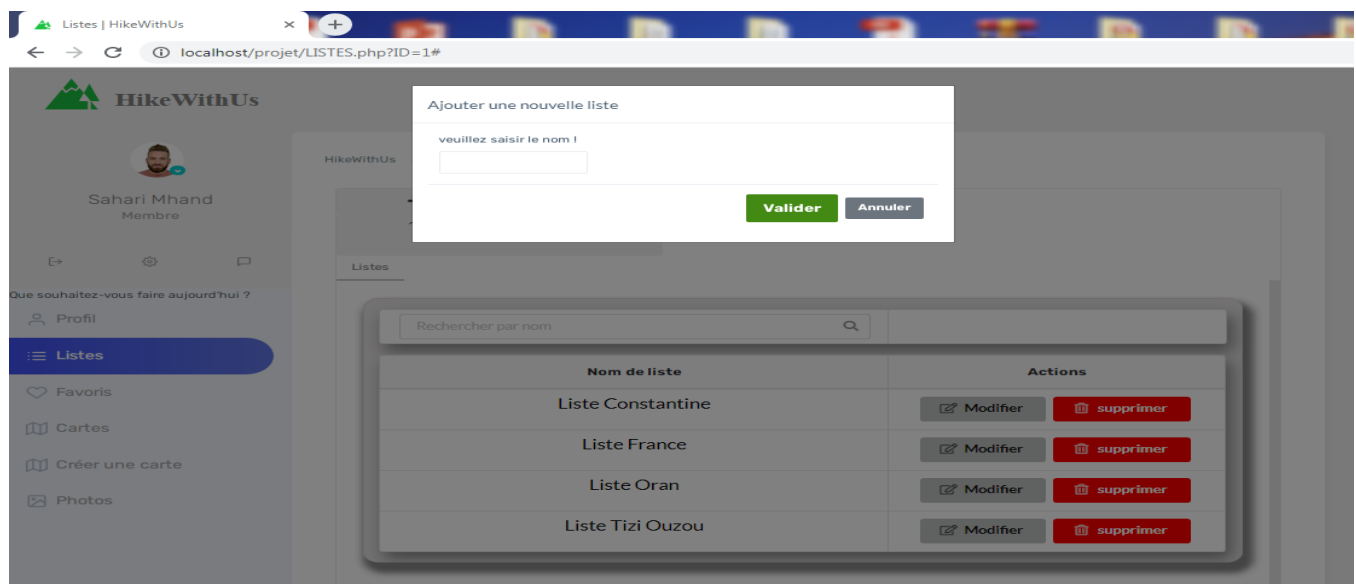 Listes | HikeWithUs
localhost/projet/LISTES.php?ID=1#
HikeWithUs
Sahari Mhand
Membre
Que souhaitez-vous faire aujourd'hui ?
Profil
Listes
Favoris
Cartes
Créer une carte
Photos
Ajouter une nouvelle liste
veuillez saisir le nom !
Valider Annuler
HikeWithUs
Listes
Rechercher par nom
Nom de liste Actions
Liste Constantine Modifier supprimer
Liste France Modifier supprimer
Liste Oran Modifier supprimer
Liste Tizi Ouzou Modifier supprimer